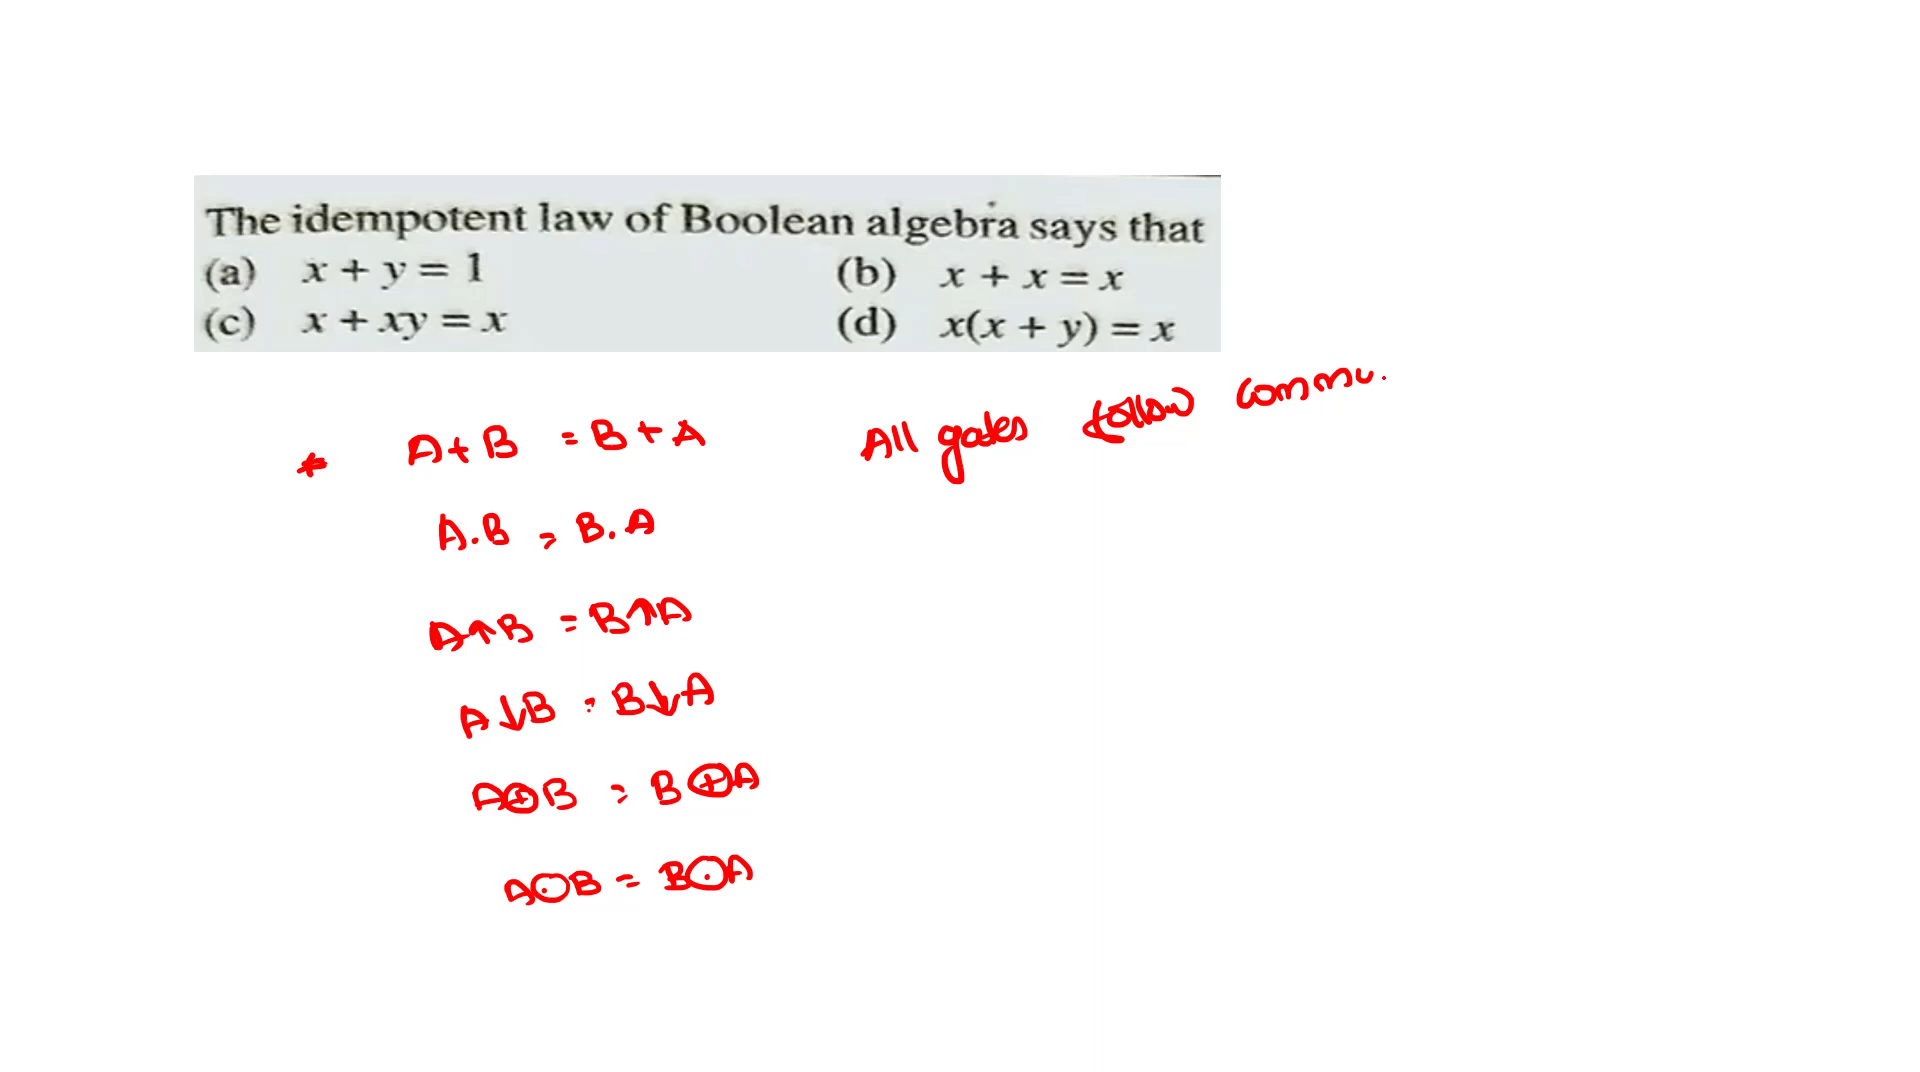 The idempotent law of Boolean algebra says that
(a) x + y = 1 (b) x + x = x
(c) x + xy = x (d) x(x + y) = x
* A+B = B+A All gates follow commu.
A.B = B.A
A↑B = B↑A
A↓B = B↓A
A⊕B = B⊕A
A⊙B = B⊙A